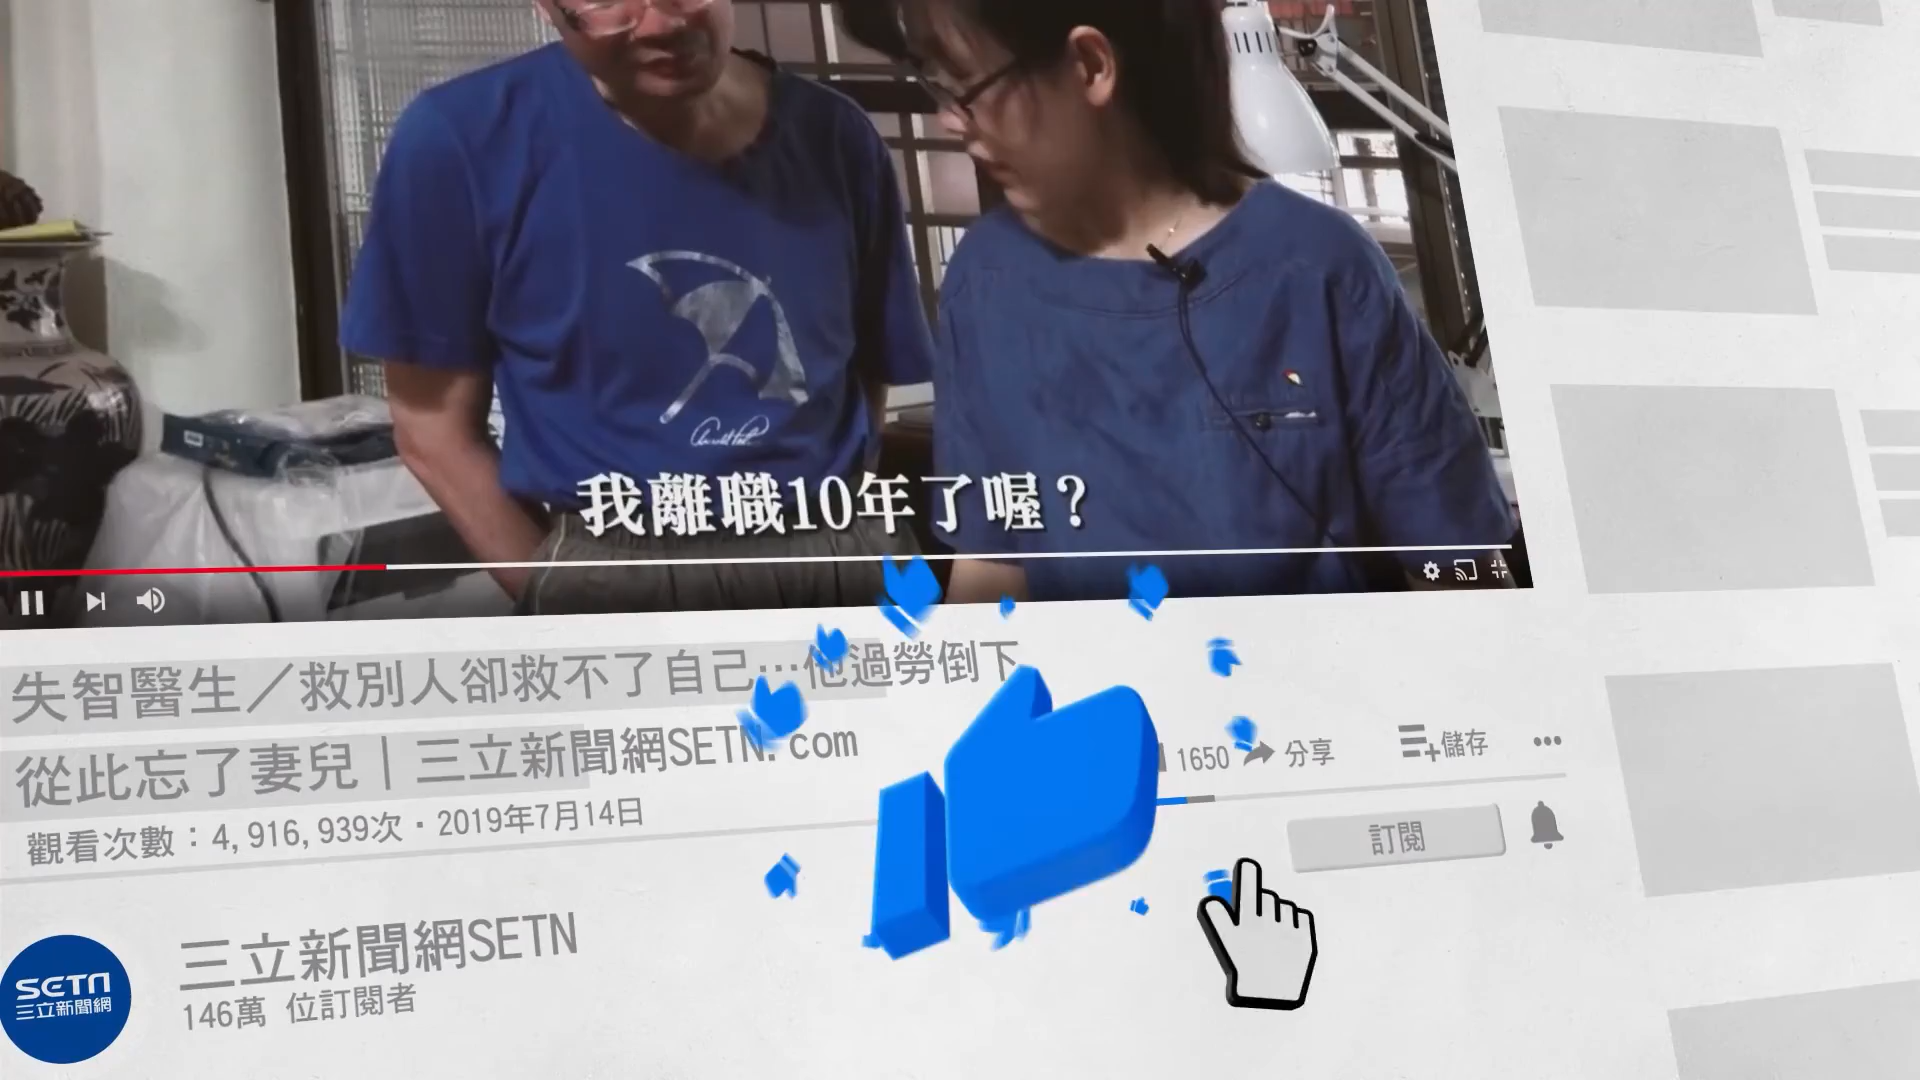 我離職10年了喔？
失智醫生／救別人卻救不了自己…他過勞倒下
從此忘了妻兒｜三立新聞網SETN.com
1650
分享
儲存
觀看次數：4,916,939次・2019年7月14日
訂閱
三立新聞網SETN
146萬 位訂閱者
SETN
三立新聞網